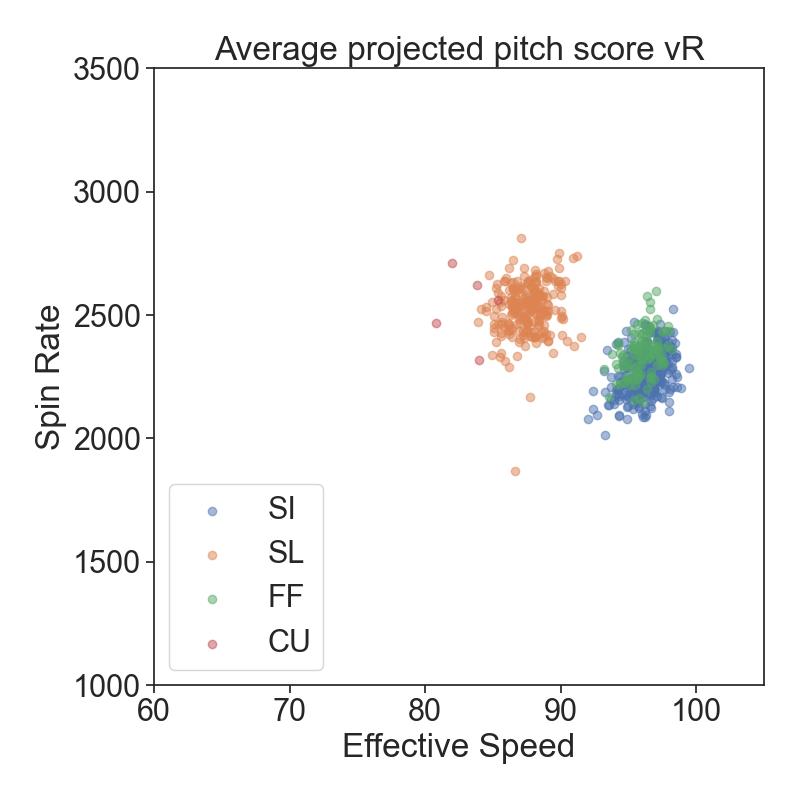 Average projected pitch score vR
3500
3000
2500
2000
1500
1000
Spin Rate
SI
SL
FF
CU
60 70 80 90 100
Effective Speed